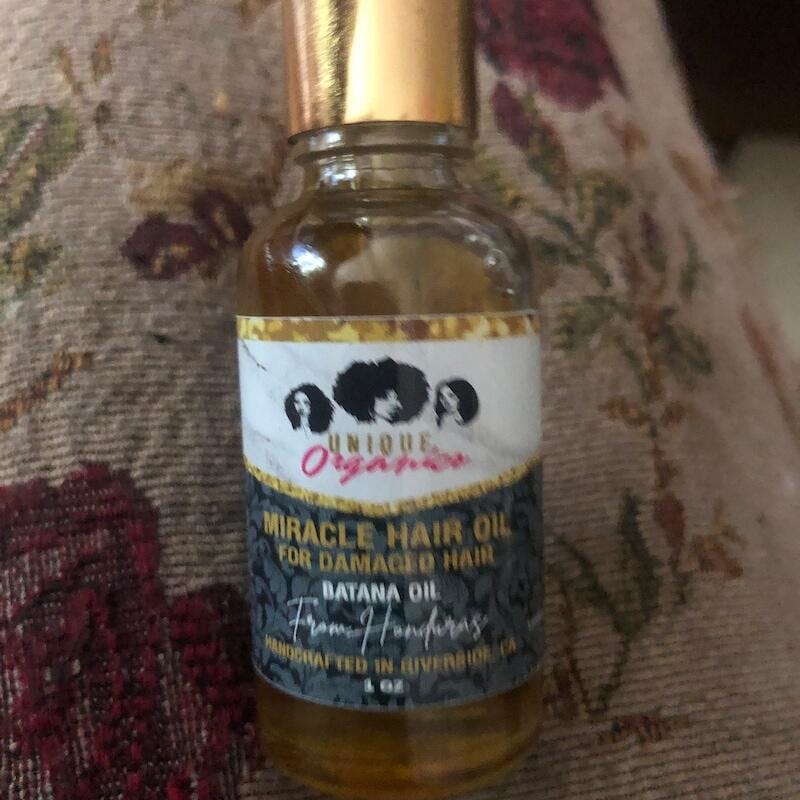 UNIQUE
Organics
MIRACLE HAIR OIL
FOR DAMAGED HAIR
BATANA OIL
From Honduras
HANDCRAFTED IN RIVERSIDE, CA
1 OZ